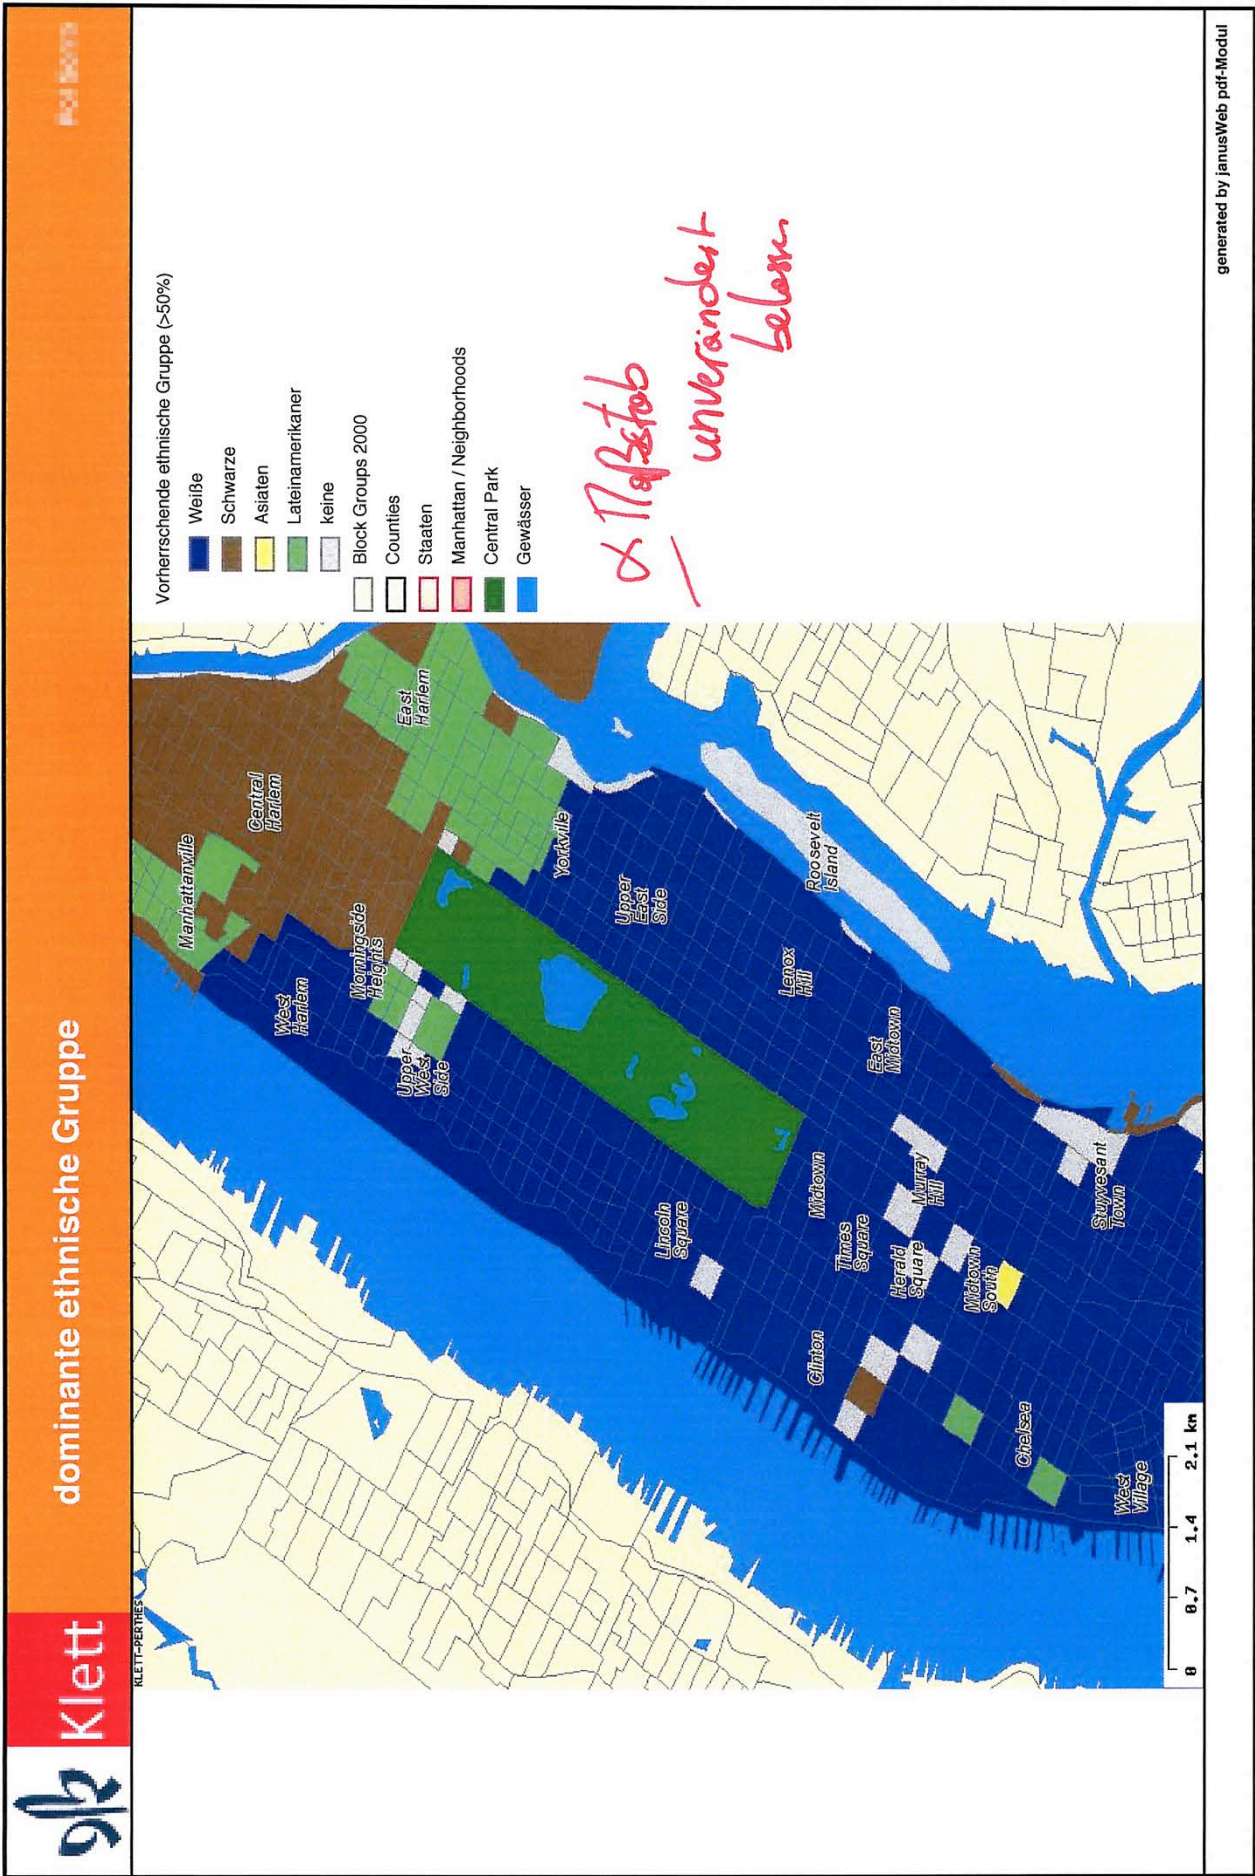 Klett
dominante ethnische Gruppe
KLETT-PERTHES
Manhattanville
Central
Harlem
East
Harlem
West
Harlem
Morningside
Heights
Upper
West
Side
Yorkville
Upper
East
Side
Roosevelt
Island
Lenox
Hill
East
Midtown
Lincoln
Square
Midtown
Times
Square
Clinton
Murray
Hill
Herald
Square
Midtown
South
Stuyvesant
Town
Chelsea
West
Village
0 0.7 1.4 2.1 km
Vorherrschende ethnische Gruppe (>50%)
Weiße
Schwarze
Asiaten
Lateinamerikaner
keine
Block Groups 2000
Counties
Staaten
Manhattan / Neighborhoods
Central Park
Gewässer
Maßstab
unverändert
belassen
generated by janusWeb pdf-Modul